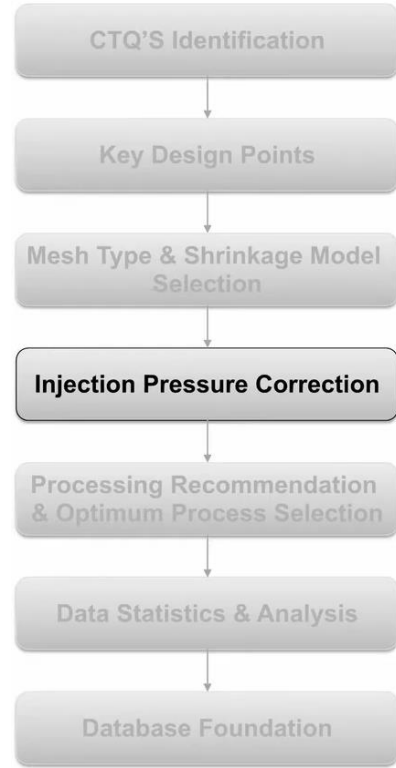 CTQ'S Identification
Key Design Points
Mesh Type & Shrinkage Model
Selection
Injection Pressure Correction
Processing Recommendation
& Optimum Process Selection
Data Statistics & Analysis
Database Foundation